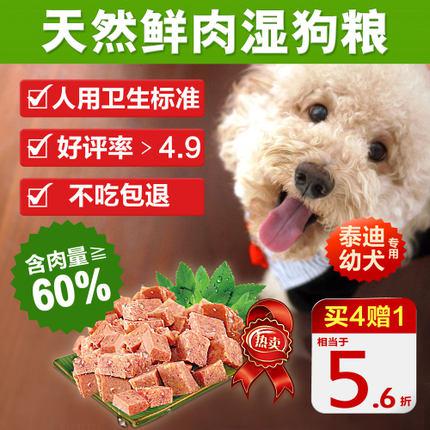 天然鲜肉湿狗粮
人用卫生标准
好评率>4.9
不吃包退
含肉量≥
60%
泰迪
幼犬
专用
热卖
买4赠1
相当于
5.6折